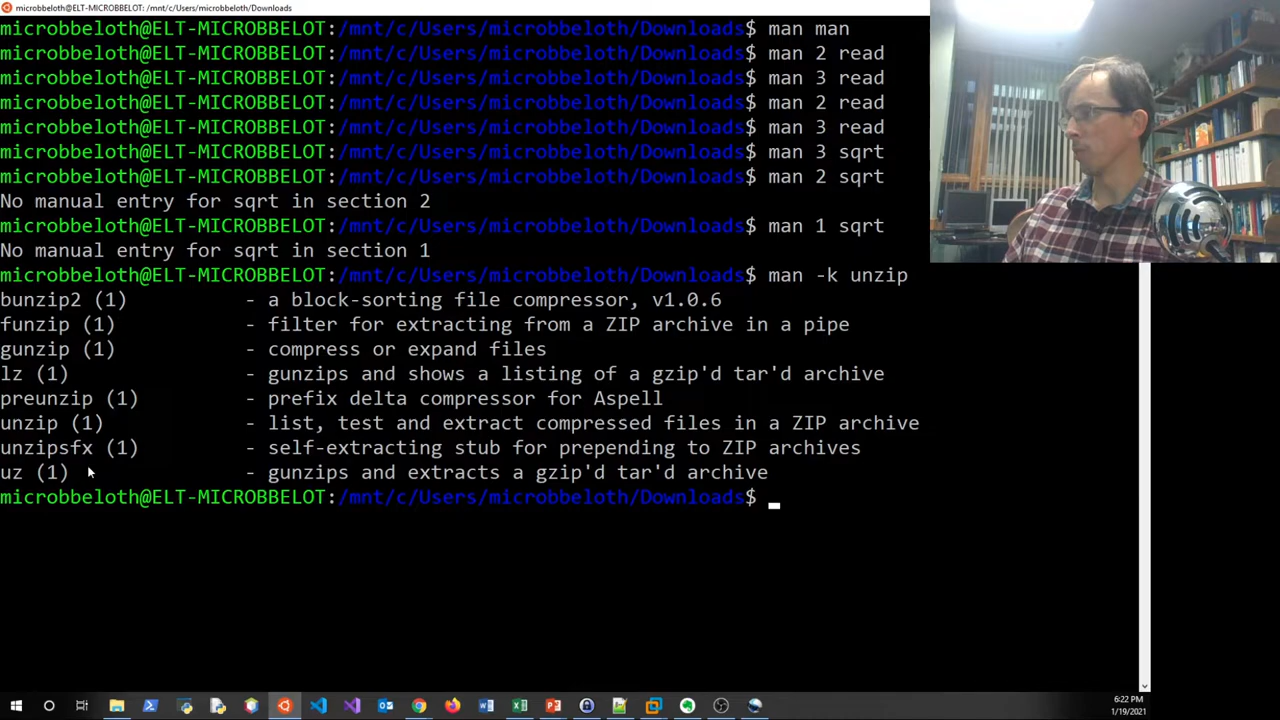 microbbeloth@ELT-MICROBBELOT: /mnt/c/Users/microbbeloth/Downloads
microbbeloth@ELT-MICROBBELOT:/mnt/c/Users/microbbeloth/Downloads$ man man
microbbeloth@ELT-MICROBBELOT:/mnt/c/Users/microbbeloth/Downloads$ man 2 read
microbbeloth@ELT-MICROBBELOT:/mnt/c/Users/microbbeloth/Downloads$ man 3 read
microbbeloth@ELT-MICROBBELOT:/mnt/c/Users/microbbeloth/Downloads$ man 2 read
microbbeloth@ELT-MICROBBELOT:/mnt/c/Users/microbbeloth/Downloads$ man 3 read
microbbeloth@ELT-MICROBBELOT:/mnt/c/Users/microbbeloth/Downloads$ man 3 sqrt
microbbeloth@ELT-MICROBBELOT:/mnt/c/Users/microbbeloth/Downloads$ man 2 sqrt
No manual entry for sqrt in section 2
microbbeloth@ELT-MICROBBELOT:/mnt/c/Users/microbbeloth/Downloads$ man 1 sqrt
No manual entry for sqrt in section 1
microbbeloth@ELT-MICROBBELOT:/mnt/c/Users/microbbeloth/Downloads$ man -k unzip
bunzip2 (1) - a block-sorting file compressor, v1.0.6
funzip (1) - filter for extracting from a ZIP archive in a pipe
gunzip (1) - compress or expand files
lz (1) - gunzips and shows a listing of a gzip'd tar'd archive
preunzip (1) - prefix delta compressor for Aspell
unzip (1) - list, test and extract compressed files in a ZIP archive
unzipsfx (1) - self-extracting stub for prepending to ZIP archives
uz (1) - gunzips and extracts a gzip'd tar'd archive
microbbeloth@ELT-MICROBBELOT:/mnt/c/Users/microbbeloth/Downloads$
6:22 PM
1/19/2021